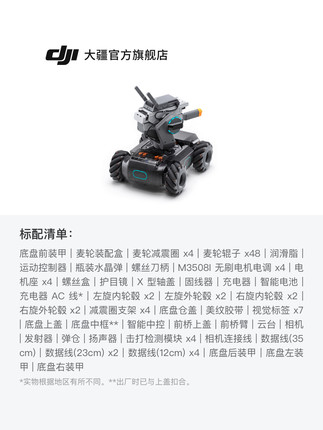 dji 大疆官方旗舰店
标配清单：
底盘前装甲 | 麦轮装配盒 | 麦轮减震圈 x4 | 麦轮辊子 x48 | 润滑脂 |
运动控制器 | 瓶装水晶弹 | 螺丝刀柄 | M3508I 无刷电机电调 x4 | 电
机座 x4 | 螺丝盒 | 护目镜 | X 型轴盖 | 固线器 | 充电器 | 智能电池 |
充电器 AC 线* | 左旋内轮毂 x2 | 左旋外轮毂 x2 | 右旋内轮毂 x2 |
右旋外轮毂 x2 | 减震圈支架 x4 | 底盘仓盖 | 美纹胶带 | 视觉标签 x7
| 底盘上盖 | 底盘中框** | 智能中控 | 前桥上盖 | 前桥臂 | 云台 | 相机
| 发射器 | 弹仓 | 扬声器 | 击打检测模块 x4 | 相机连接线 | 数据线(35
cm) | 数据线(23cm) x2 | 数据线(12cm) x4 | 底盘后装甲 | 底盘左装
甲 | 底盘右装甲
*实物根据地区有所不同。**出厂时已与上盖扣合。